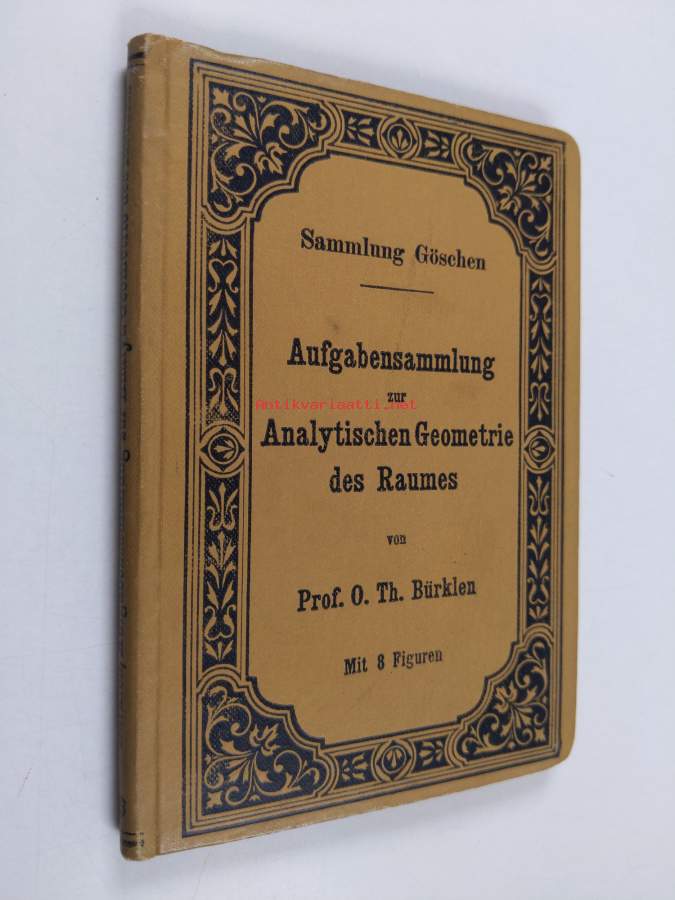 Sammlung Göschen
Aufgabensammlung
zur
Antikvariaatti.net
Analytischen Geometrie
des Raumes
von
Prof. O. Th. Bürklen
Mit 8 Figuren